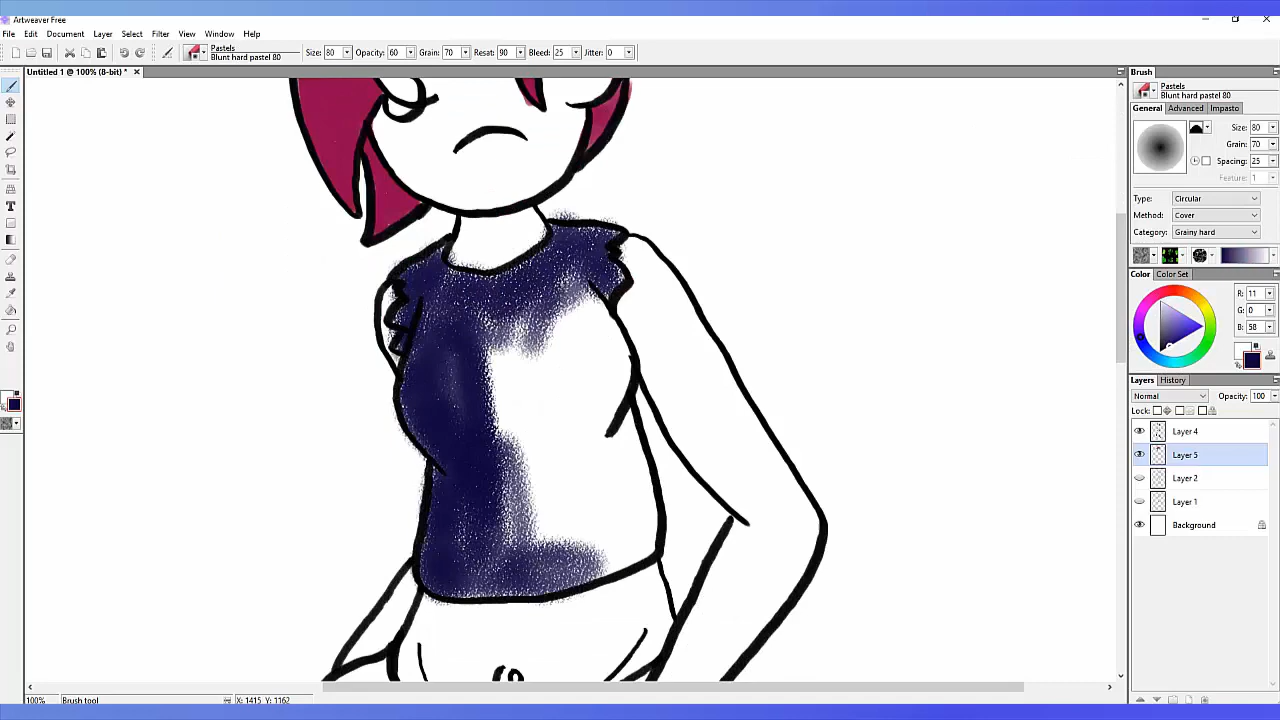 Artweaver Free
File Edit Document Layer Select Filter View Window Help
Pastels
Blunt hard pastel 80
Size: 80 Opacity: 60 Grain: 70 Resat: 90 Bleed: 25 Jitter: 0
Untitled 1 @ 100% (8-bit) *
Brush
Pastels
Blunt hard pastel 80
General Advanced Impasto
Size: 80
Grain: 70
Spacing: 25
Feature: 1
Type: Circular
Method: Cover
Category: Grainy hard
Color Color Set
R: 11
G: 0
B: 58
Layers History
Normal Opacity: 100
Lock:
Layer 4
Layer 5
Layer 2
Layer 1
Background
100% Brush tool X: 1415 Y: 1162